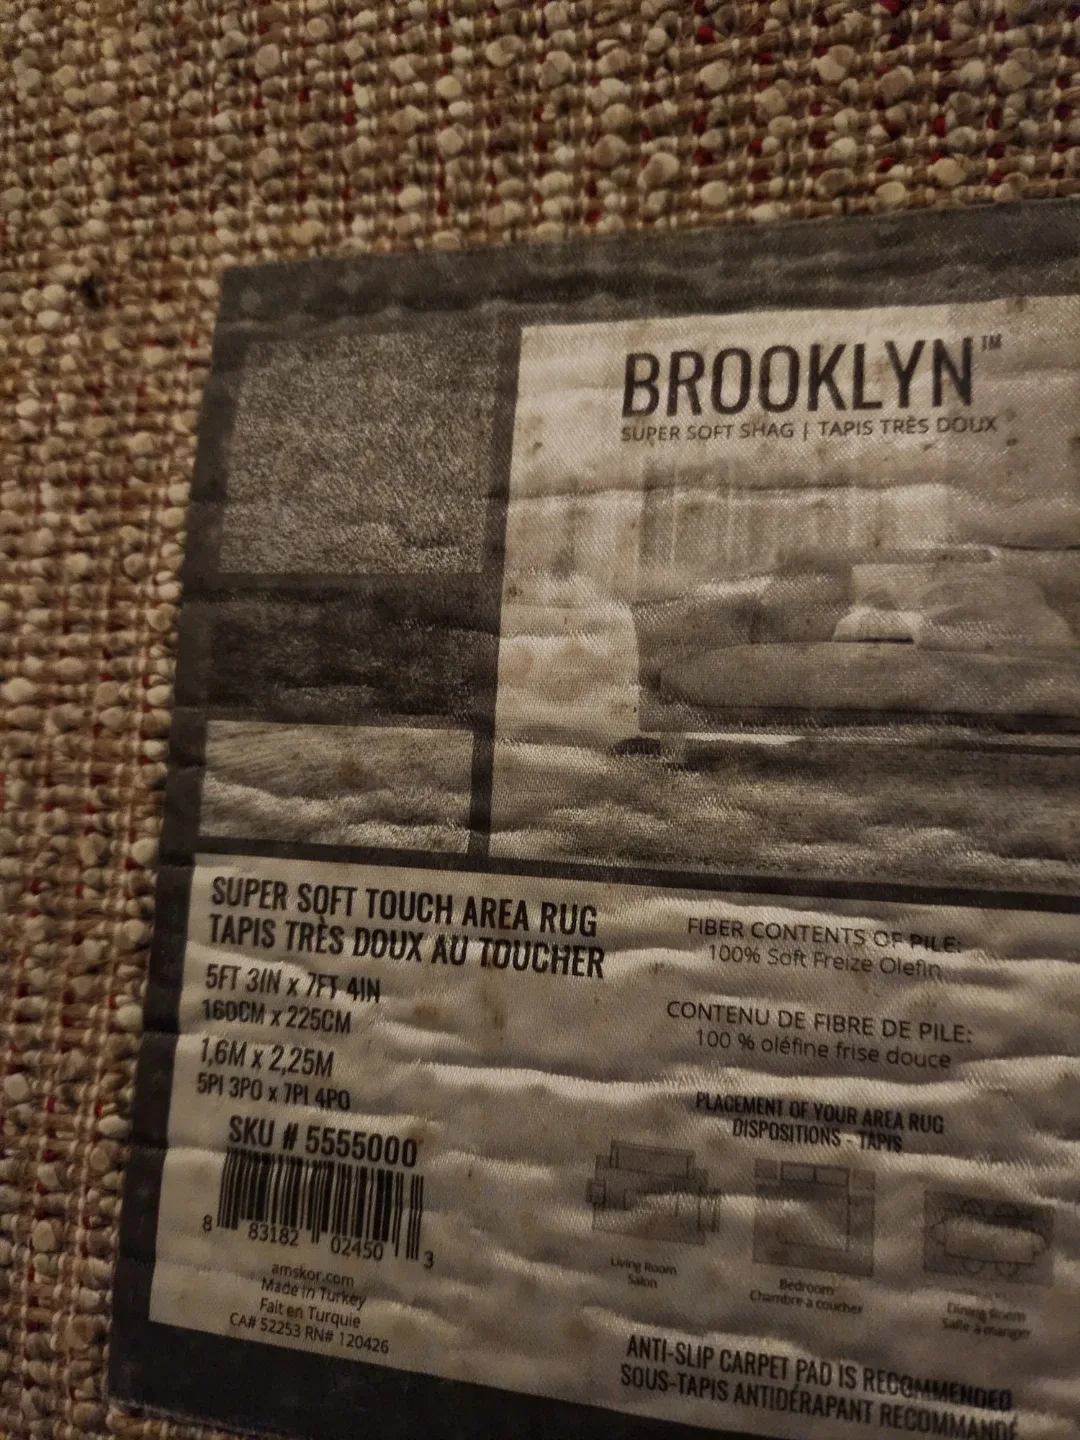 BROOKLYN™
SUPER SOFT SHAG | TAPIS TRÈS DOUX
SUPER SOFT TOUCH AREA RUG
TAPIS TRÈS DOUX AU TOUCHER
5FT 3IN x 7FT 4IN
160CM x 225CM
1,6M x 2,25M
5PI 3PO x 7PI 4PO
SKU # 5555000
8 83182 02450 3
amskor.com
Made in Turkey
Fait en Turquie
CA# 52253 RN# 120426
FIBER CONTENTS OF PILE:
100% Soft Freize Olefin
CONTENU DE FIBRE DE PILE:
100 % oléfine frise douce
PLACEMENT OF YOUR AREA RUG
DISPOSITIONS - TAPIS
Living Room
Salon
Bedroom
Chambre à coucher
Dining Room
Salle à manger
ANTI-SLIP CARPET PAD IS RECOMMENDED
SOUS-TAPIS ANTIDÉRAPANT RECOMMANDÉ